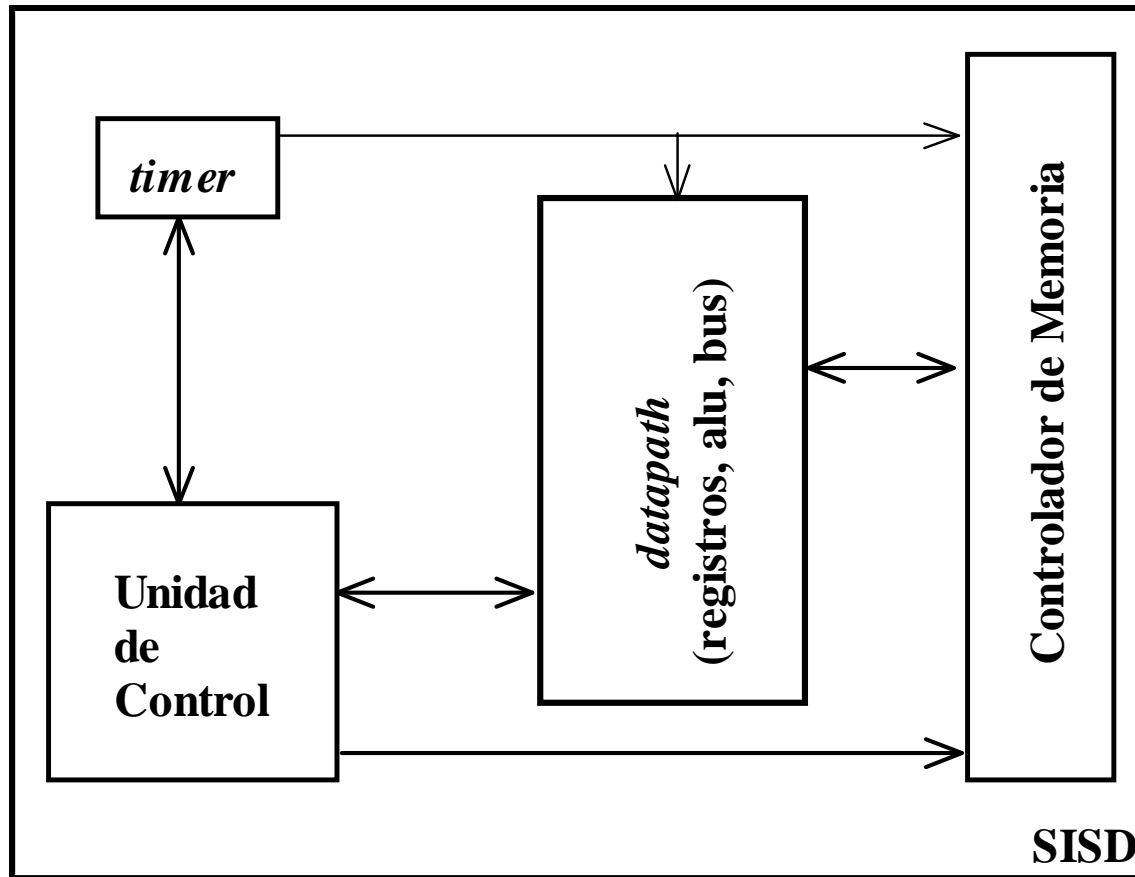 timer
Unidad
de
Control
datapath
(registros, alu, bus)
Controlador de Memoria
SISD